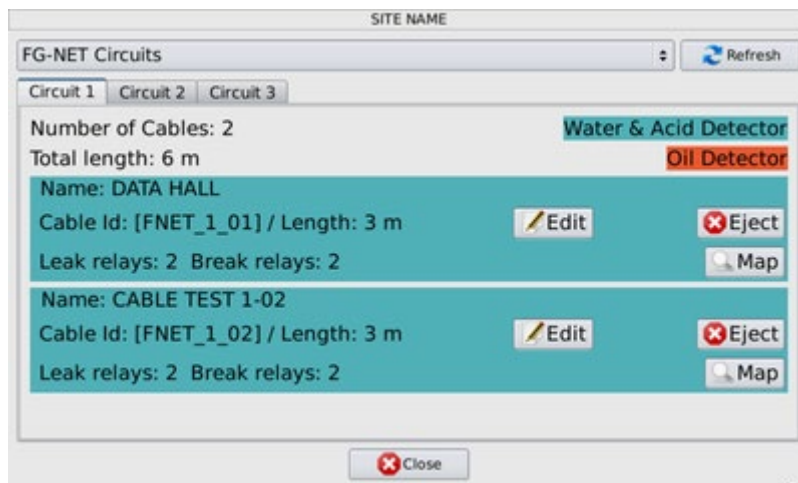 SITE NAME
FG-NET Circuits
Refresh
Circuit 1 Circuit 2 Circuit 3
Number of Cables: 2 Water & Acid Detector
Total length: 6 m Oil Detector
Name: DATA HALL
Cable Id: [FNET_1_01] / Length: 3 m Edit Eject
Leak relays: 2 Break relays: 2 Map
Name: CABLE TEST 1-02
Cable Id: [FNET_1_02] / Length: 3 m Edit Eject
Leak relays: 2 Break relays: 2 Map
Close